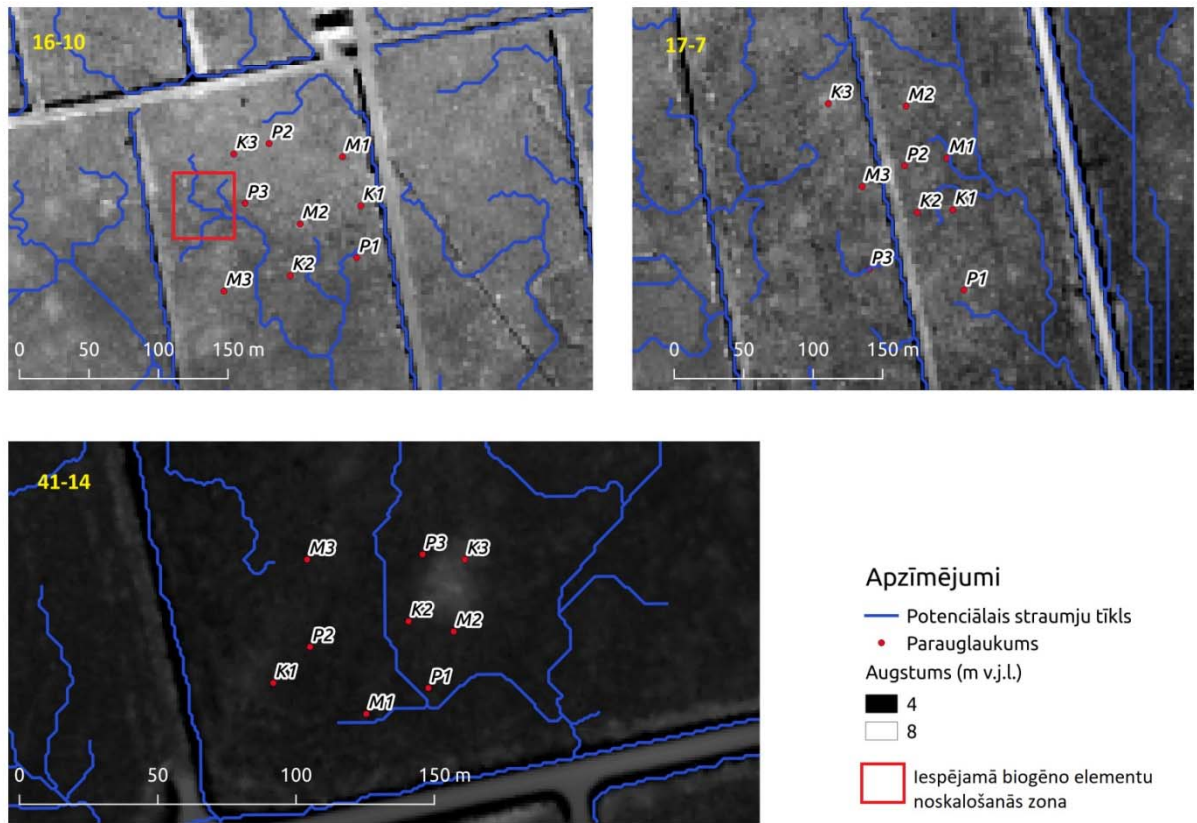 16-10
K3 P2 M1
P3 K1
M2
P1
M3 K2
0 50 100 150 m
17-7
K3 M2
P2 M1
M3
K2 K1
P3
P1
0 50 100 150 m
41-14
M3 P3 K3
K2 M2
P2
K1 P1
M1
0 50 100 150 m
Apzīmējumi
Potenciālais straumju tīkls
Parauglaukums
Augstums (m v.j.l.)
4
8
Iespējamā biogēno elementu
noskalošanās zona